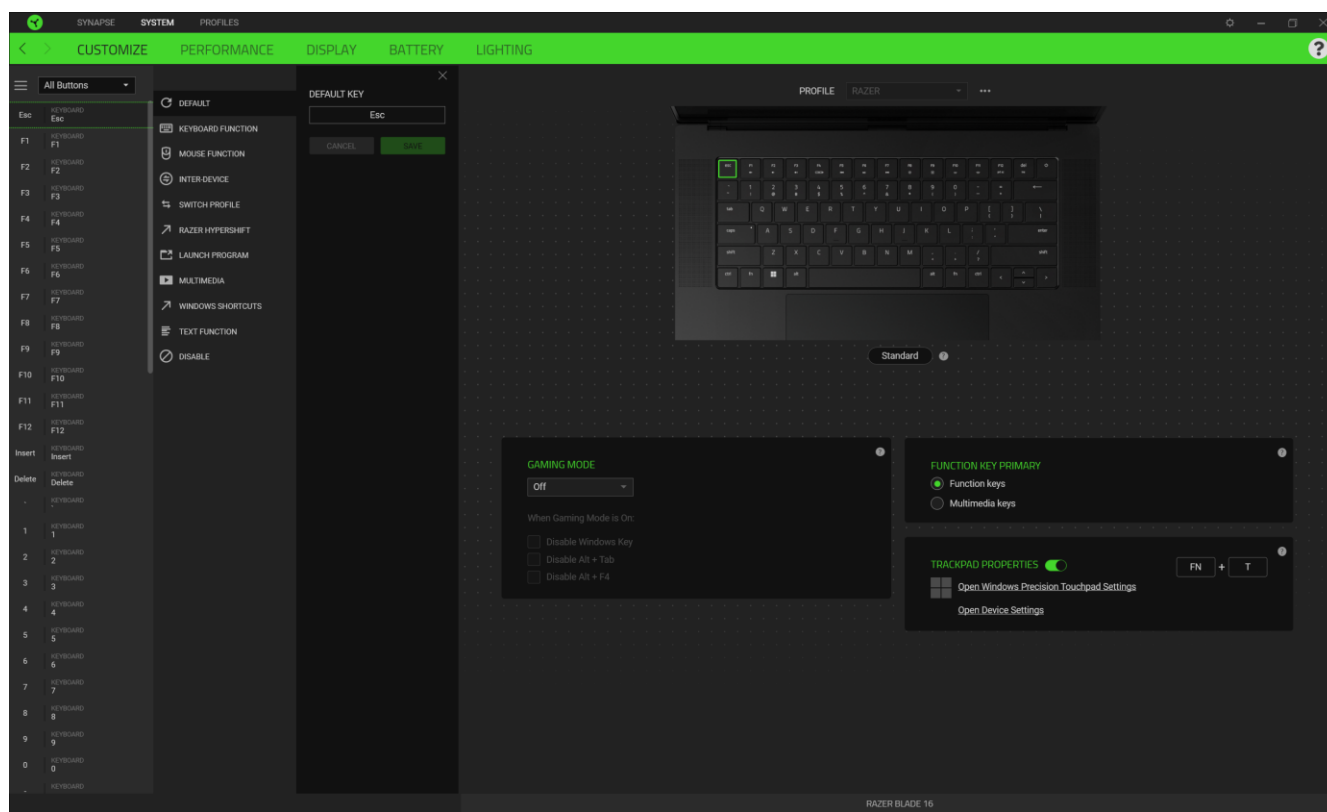 SYNAPSE SYSTEM PROFILES
CUSTOMIZE PERFORMANCE DISPLAY BATTERY LIGHTING
?
All Buttons
Esc KEYBOARD Esc
F1 KEYBOARD F1
F2 KEYBOARD F2
F3 KEYBOARD F3
F4 KEYBOARD F4
F5 KEYBOARD F5
F6 KEYBOARD F6
F7 KEYBOARD F7
F8 KEYBOARD F8
F9 KEYBOARD F9
F10 KEYBOARD F10
F11 KEYBOARD F11
F12 KEYBOARD F12
Insert KEYBOARD Insert
Delete KEYBOARD Delete
KEYBOARD
1 KEYBOARD 1
2 KEYBOARD 2
3 KEYBOARD 3
4 KEYBOARD 4
5 KEYBOARD 5
6 KEYBOARD 6
7 KEYBOARD 7
8 KEYBOARD 8
9 KEYBOARD 9
0 KEYBOARD 0
KEYBOARD
DEFAULT
KEYBOARD FUNCTION
MOUSE FUNCTION
INTER-DEVICE
SWITCH PROFILE
RAZER HYPERSHIFT
LAUNCH PROGRAM
MULTIMEDIA
WINDOWS SHORTCUTS
TEXT FUNCTION
DISABLE
DEFAULT KEY
Esc
CANCEL SAVE
PROFILE RAZER
Q W E R T Y U I O P
A S D F G H J K L
Z X C V B N M
Standard ?
GAMING MODE ?
Off
When Gaming Mode is On:
Disable Windows Key
Disable Alt + Tab
Disable Alt + F4
FUNCTION KEY PRIMARY ?
Function keys
Multimedia keys
TRACKPAD PROPERTIES FN + T ?
Open Windows Precision Touchpad Settings
Open Device Settings
RAZER BLADE 16